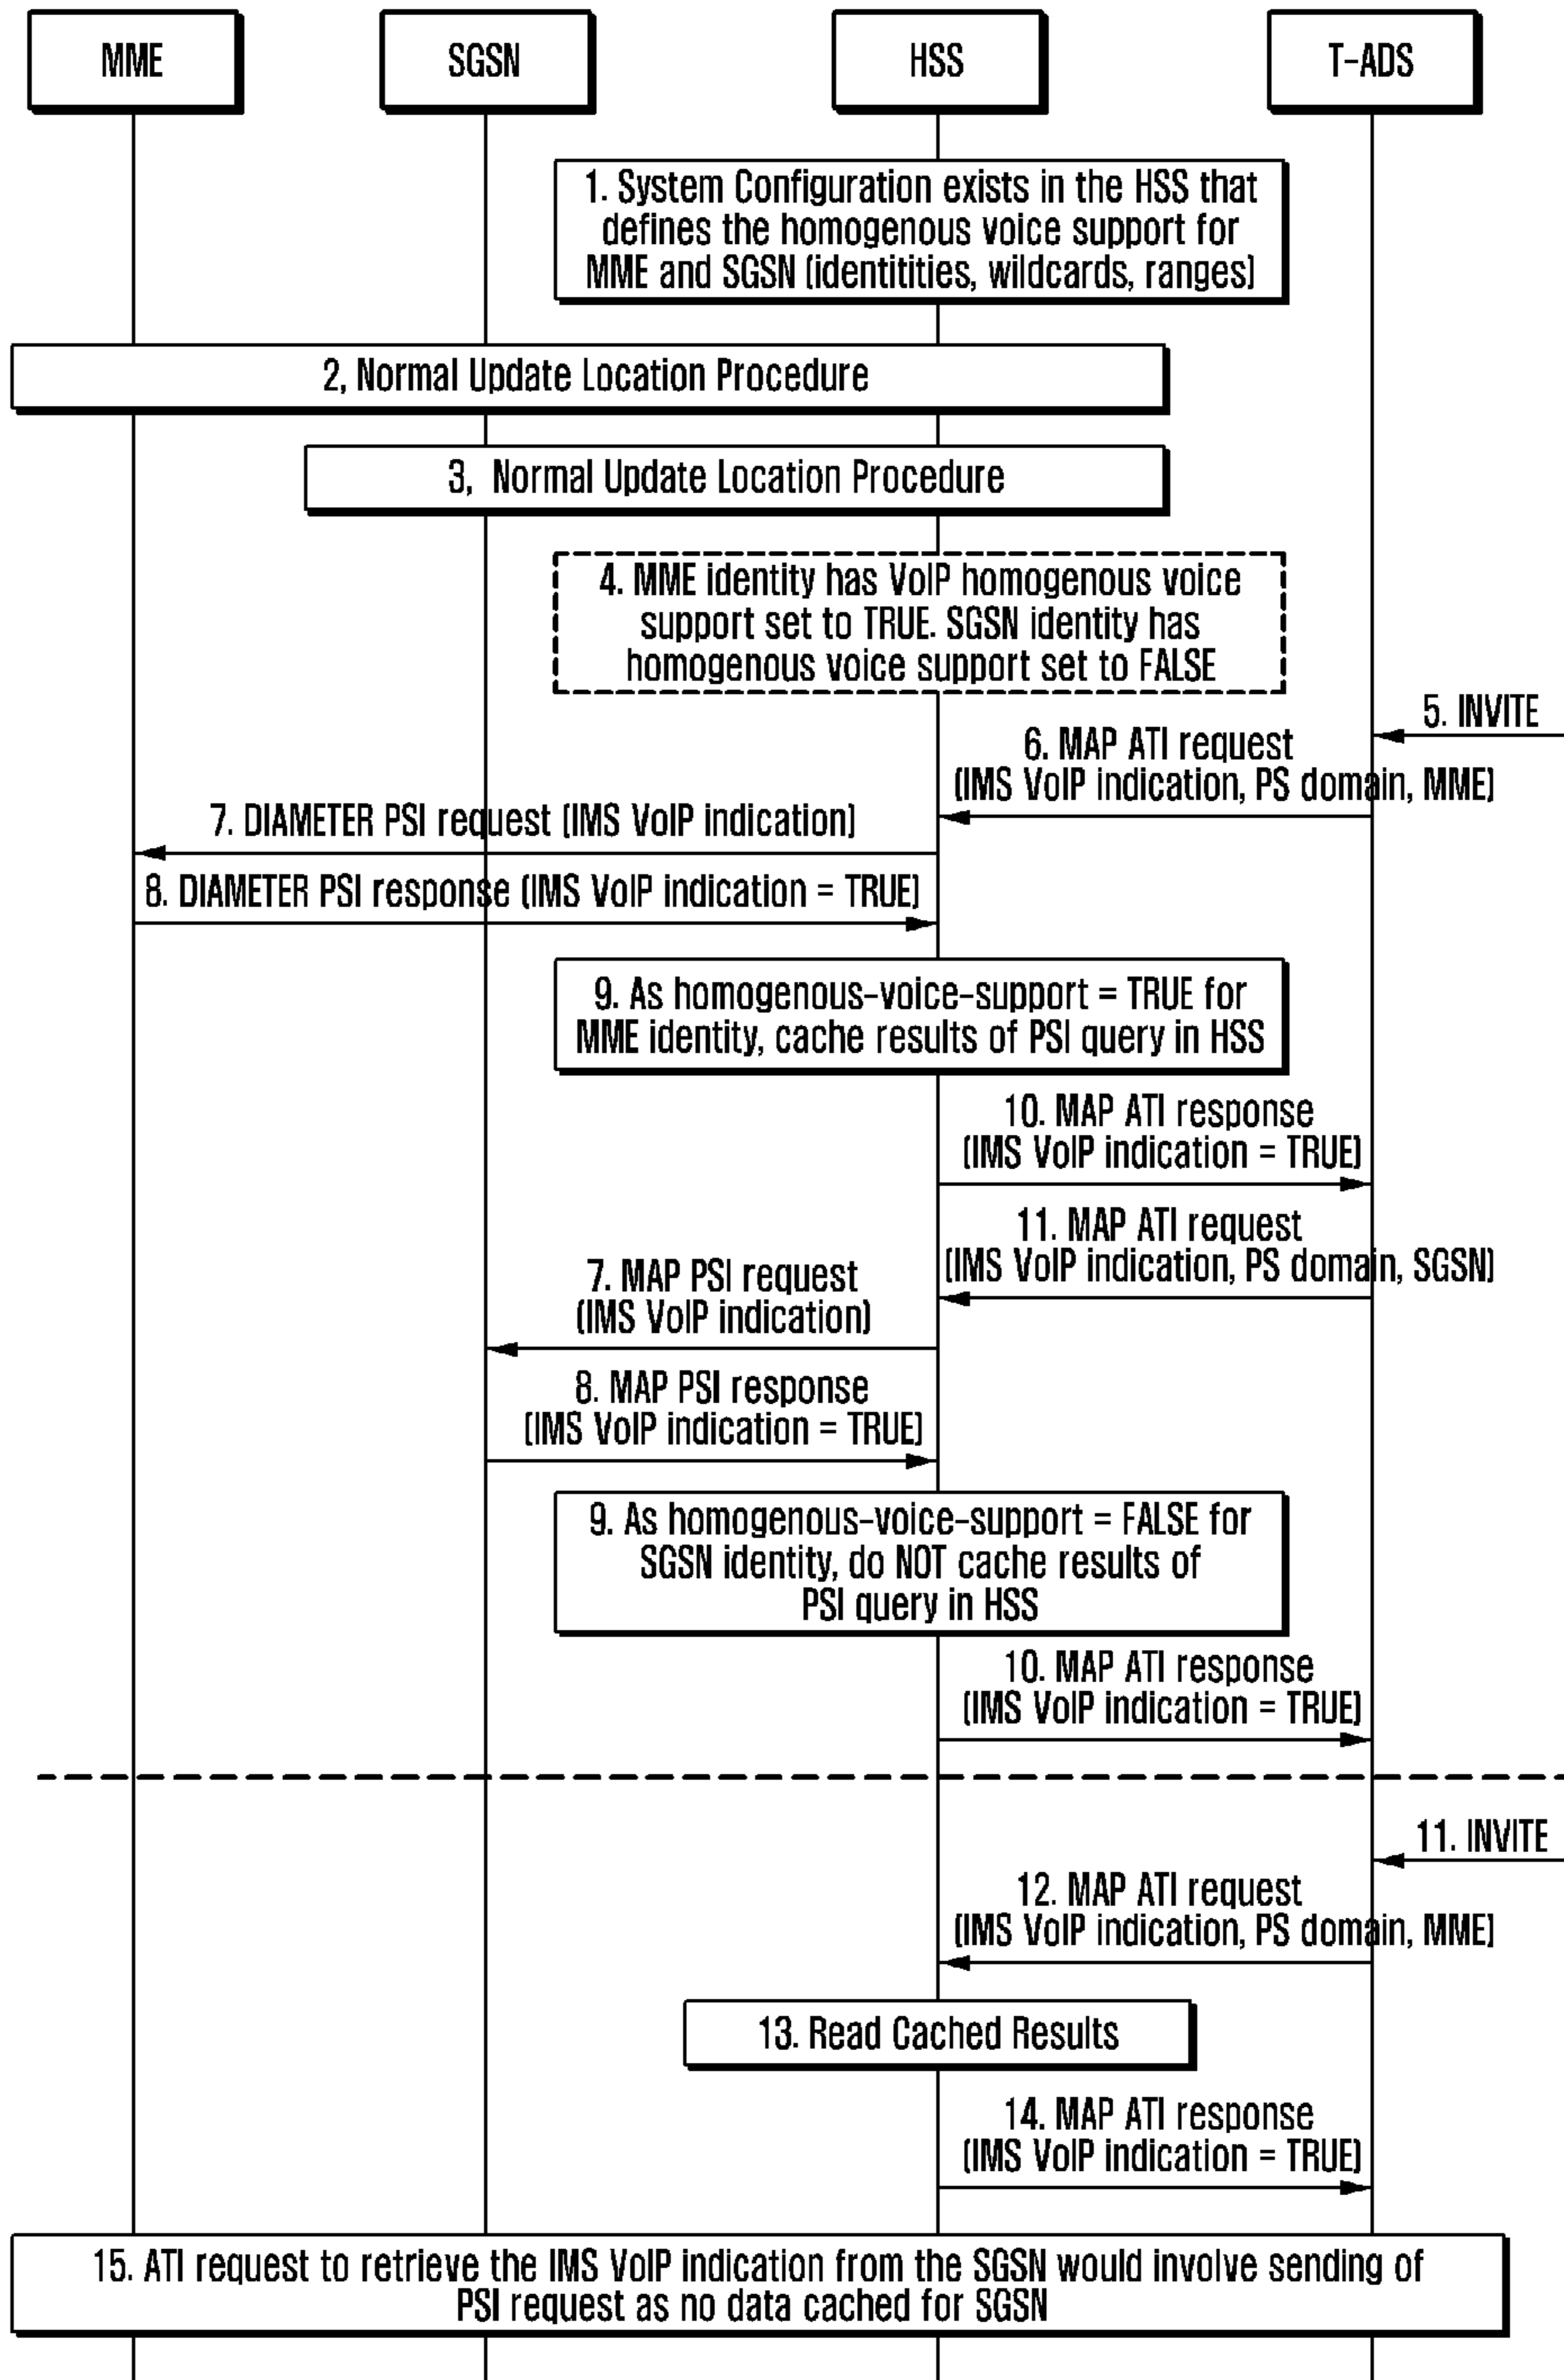 MME
SGSN
HSS
T-ADS
1. System Configuration exists in the HSS that
defines the homogenous voice support for
MME and SGSN (identitities, wildcards, ranges)
2, Normal Update Location Procedure
3, Normal Update Location Procedure
4. MME identity has VoIP homogenous voice
support set to TRUE. SGSN identity has
homogenous voice support set to FALSE
5. INVITE
6. MAP ATI request
(IMS VoIP indication, PS domain, MME)
7. DIAMETER PSI request (IMS VoIP indication)
8. DIAMETER PSI response (IMS VoIP indication = TRUE)
9. As homogenous-voice-support = TRUE for
MME identity, cache results of PSI query in HSS
10. MAP ATI response
(IMS VoIP indication = TRUE)
11. MAP ATI request
(IMS VoIP indication, PS domain, SGSN)
7. MAP PSI request
(IMS VoIP indication)
8. MAP PSI response
(IMS VoIP indication = TRUE)
9. As homogenous-voice-support = FALSE for
SGSN identity, do NOT cache results of
PSI query in HSS
10. MAP ATI response
(IMS VoIP indication = TRUE)
11. INVITE
12. MAP ATI request
(IMS VoIP indication, PS domain, MME)
13. Read Cached Results
14. MAP ATI response
(IMS VoIP indication = TRUE)
15. ATI request to retrieve the IMS VoIP indication from the SGSN would involve sending of
PSI request as no data cached for SGSN